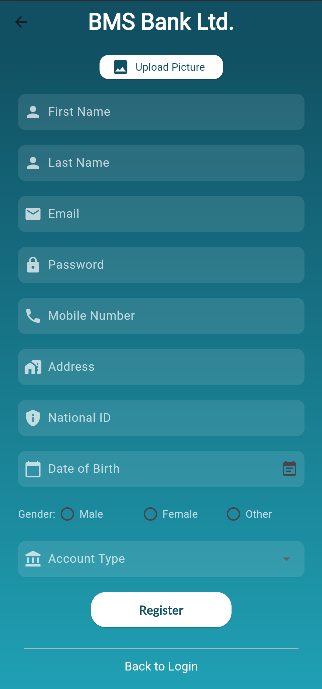 BMS Bank Ltd.
Upload Picture
First Name
Last Name
Email
Password
Mobile Number
Address
National ID
Date of Birth
Gender: Male Female Other
Account Type
Register
Back to Login